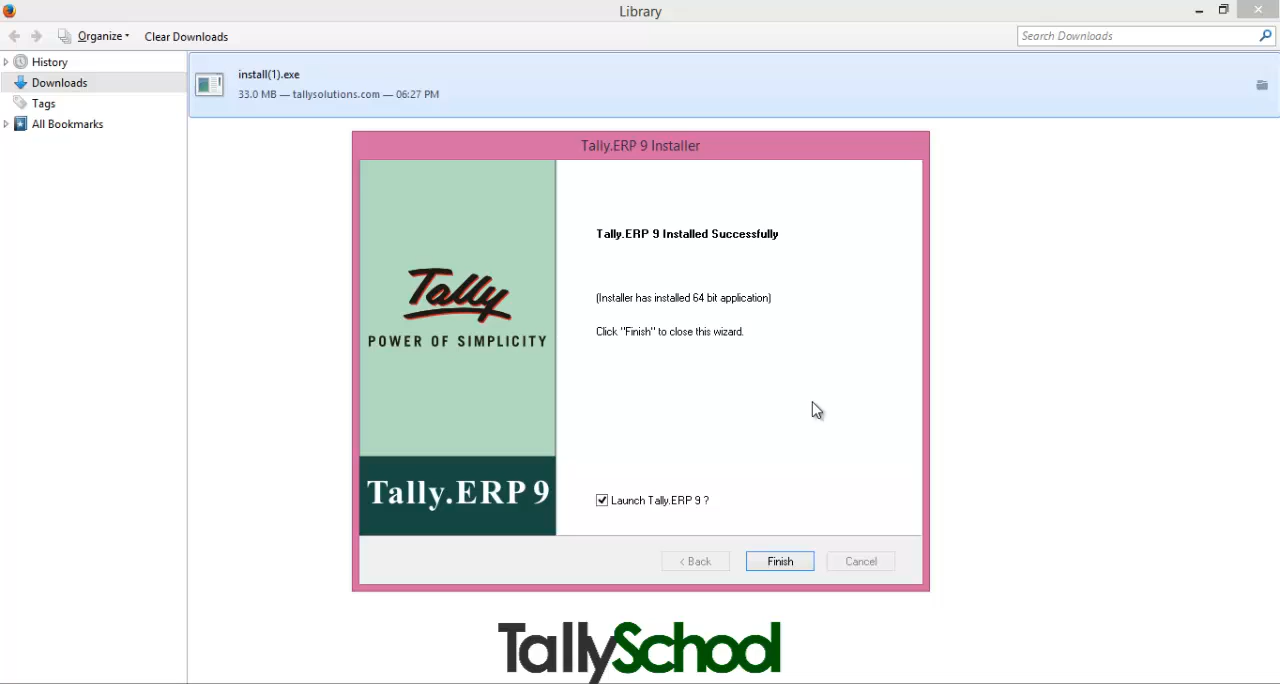 Library
Organize
Clear Downloads
Search Downloads
History
Downloads
Tags
All Bookmarks
install(1).exe
33.0 MB — tallysolutions.com — 06:27 PM
Tally.ERP 9 Installer
Tally
POWER OF SIMPLICITY
Tally.ERP 9
Tally.ERP 9 Installed Successfully
(Installer has installed 64 bit application)
Click "Finish" to close this wizard.
Launch Tally.ERP 9 ?
< Back
Finish
Cancel
TallySchool